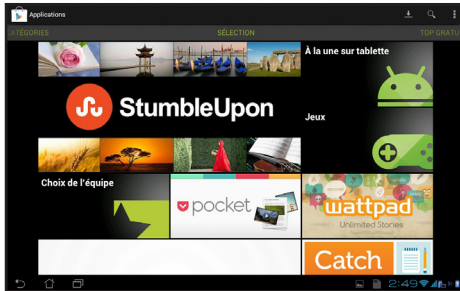 Applications
ATÉGORIES
SÉLECTION
TOP GRATU
À la une sur tablette
StumbleUpon
Jeux
Choix de l'équipe
pocket
wattpad
Unlimited Stories
Catch
2:49